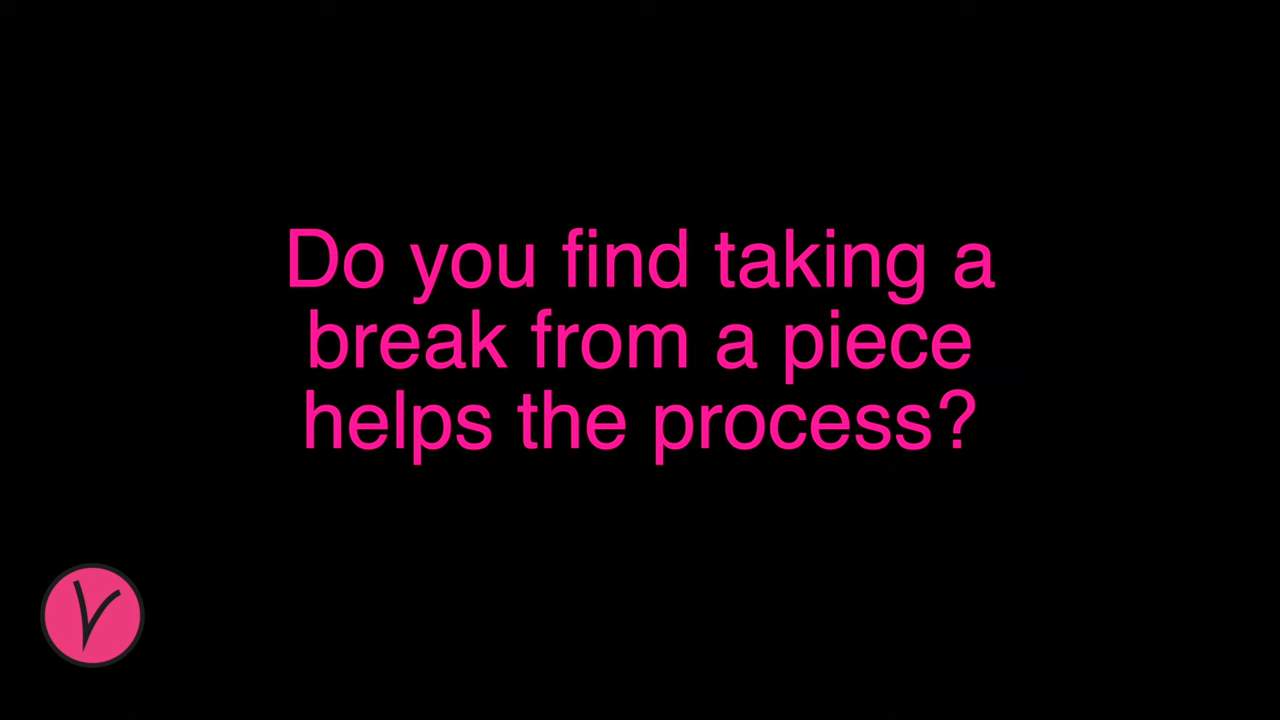 Do you find taking a
break from a piece
helps the process?